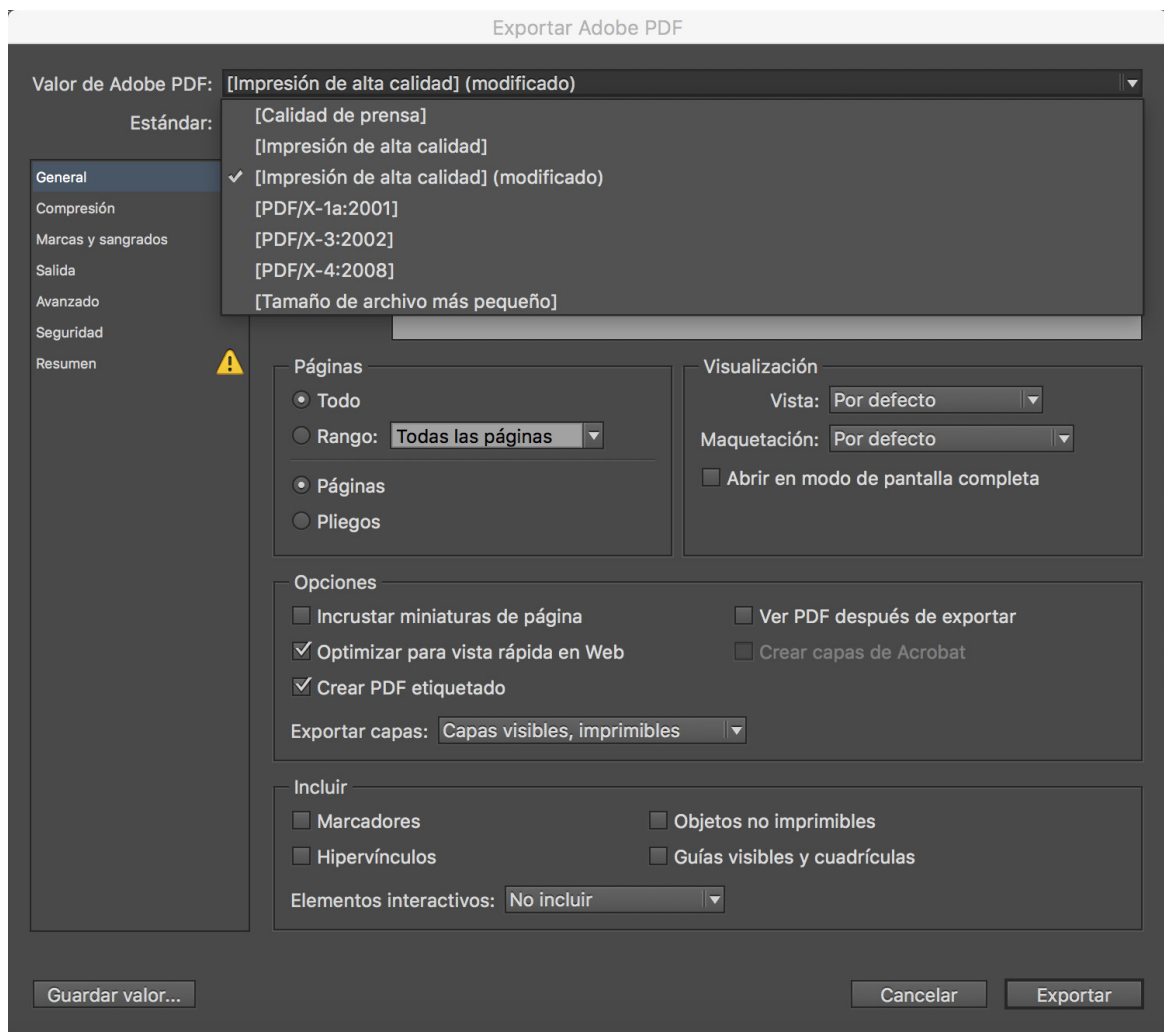 Exportar Adobe PDF
Valor de Adobe PDF: [Impresión de alta calidad] (modificado)
Estándar:
[Calidad de prensa]
[Impresión de alta calidad]
[Impresión de alta calidad] (modificado)
[PDF/X-1a:2001]
[PDF/X-3:2002]
[PDF/X-4:2008]
[Tamaño de archivo más pequeño]
General
Compresión
Marcas y sangrados
Salida
Avanzado
Seguridad
Resumen
Páginas
Todo
Rango: Todas las páginas
Páginas
Pliegos
Visualización
Vista: Por defecto
Maquetación: Por defecto
Abrir en modo de pantalla completa
Opciones
Incrustar miniaturas de página
Ver PDF después de exportar
Optimizar para vista rápida en Web
Crear capas de Acrobat
Crear PDF etiquetado
Exportar capas: Capas visibles, imprimibles
Incluir
Marcadores
Objetos no imprimibles
Hipervínculos
Guías visibles y cuadrículas
Elementos interactivos: No incluir
Guardar valor...
Cancelar
Exportar